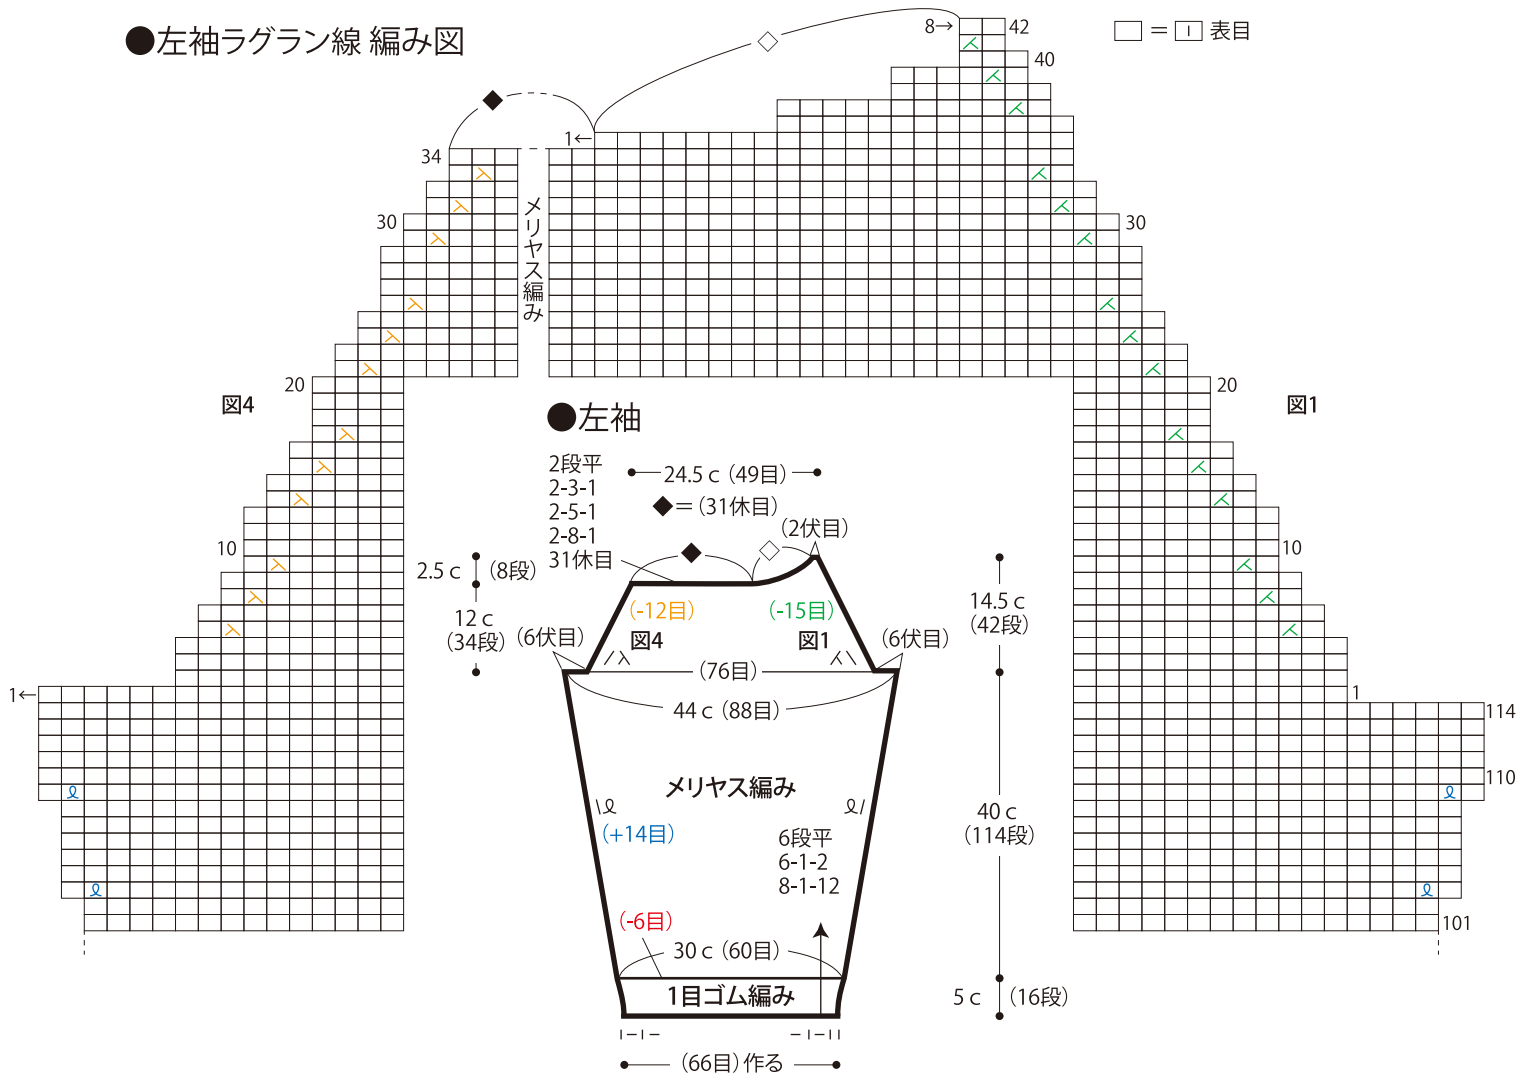 ●左袖ラグラン線 編み図
8→
42
□ = ｜ 表目
40
1←
34
30
30
メリヤス編み
20
20
図4
図1
●左袖
2段平
2-3-1
2-5-1
2-8-1
31休目
24.5 c (49目)
◆= (31休目)
(2伏目)
10
10
2.5 c (8段)
12 c
(34段)
14.5 c
(42段)
(-12目)
(-15目)
(6伏目)
図4
図1
(6伏目)
(76目)
44 c (88目)
1←
1
114
110
メリヤス編み
(+14目)
6段平
6-1-2
8-1-12
40 c
(114段)
101
(-6目)
30 c (60目)
1目ゴム編み
5 c (16段)
(66目) 作る